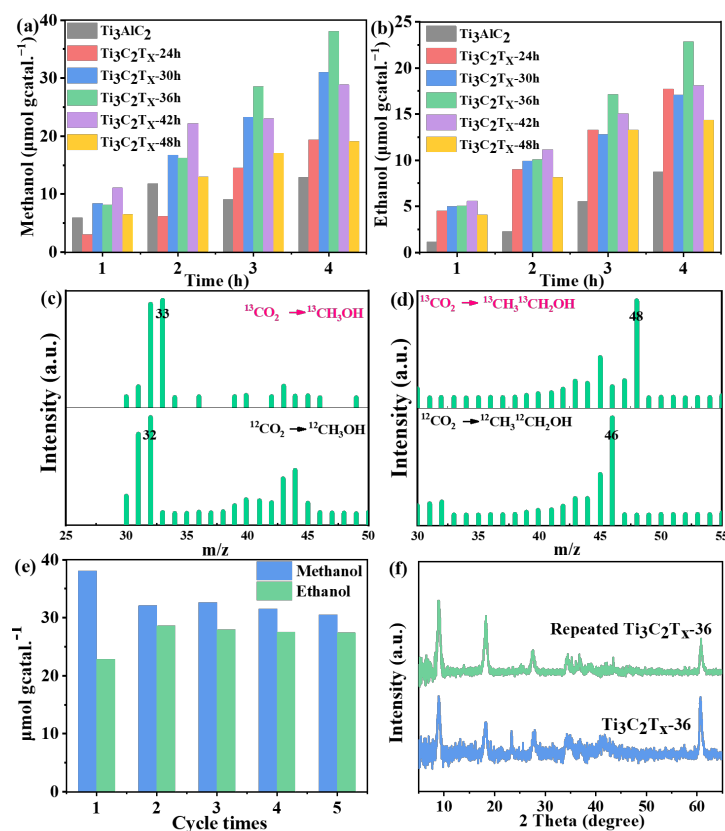 (a)
Methanol (μmol gcatal.⁻¹)
40
30
20
10
0
Ti3AlC2
Ti3C2TX-24h
Ti3C2TX-30h
Ti3C2TX-36h
Ti3C2TX-42h
Ti3C2TX-48h
1 2 3 4
Time (h)
(b)
Ethanol (μmol gcatal.⁻¹)
25
20
15
10
5
0
Ti3AlC2
Ti3C2TX-24h
Ti3C2TX-30h
Ti3C2TX-36h
Ti3C2TX-42h
Ti3C2TX-48h
1 2 3 4
Time (h)
(c)
Intensity (a.u.)
33
¹³CO₂ → ¹³CH₃OH
32
¹²CO₂ → ¹²CH₃OH
25 30 35 40 45 50
m/z
(d)
Intensity (a.u.)
¹³CO₂ → ¹³CH₃¹³CH₂OH
48
¹²CO₂ → ¹²CH₃¹²CH₂OH
46
30 35 40 45 50 55
m/z
(e)
μmol gcatal.⁻¹
40
30
20
10
0
Methanol
Ethanol
1 2 3 4 5
Cycle times
(f)
Intensity (a.u.)
Repeated Ti3C2TX-36
Ti3C2TX-36
10 20 30 40 50 60
2 Theta (degree)